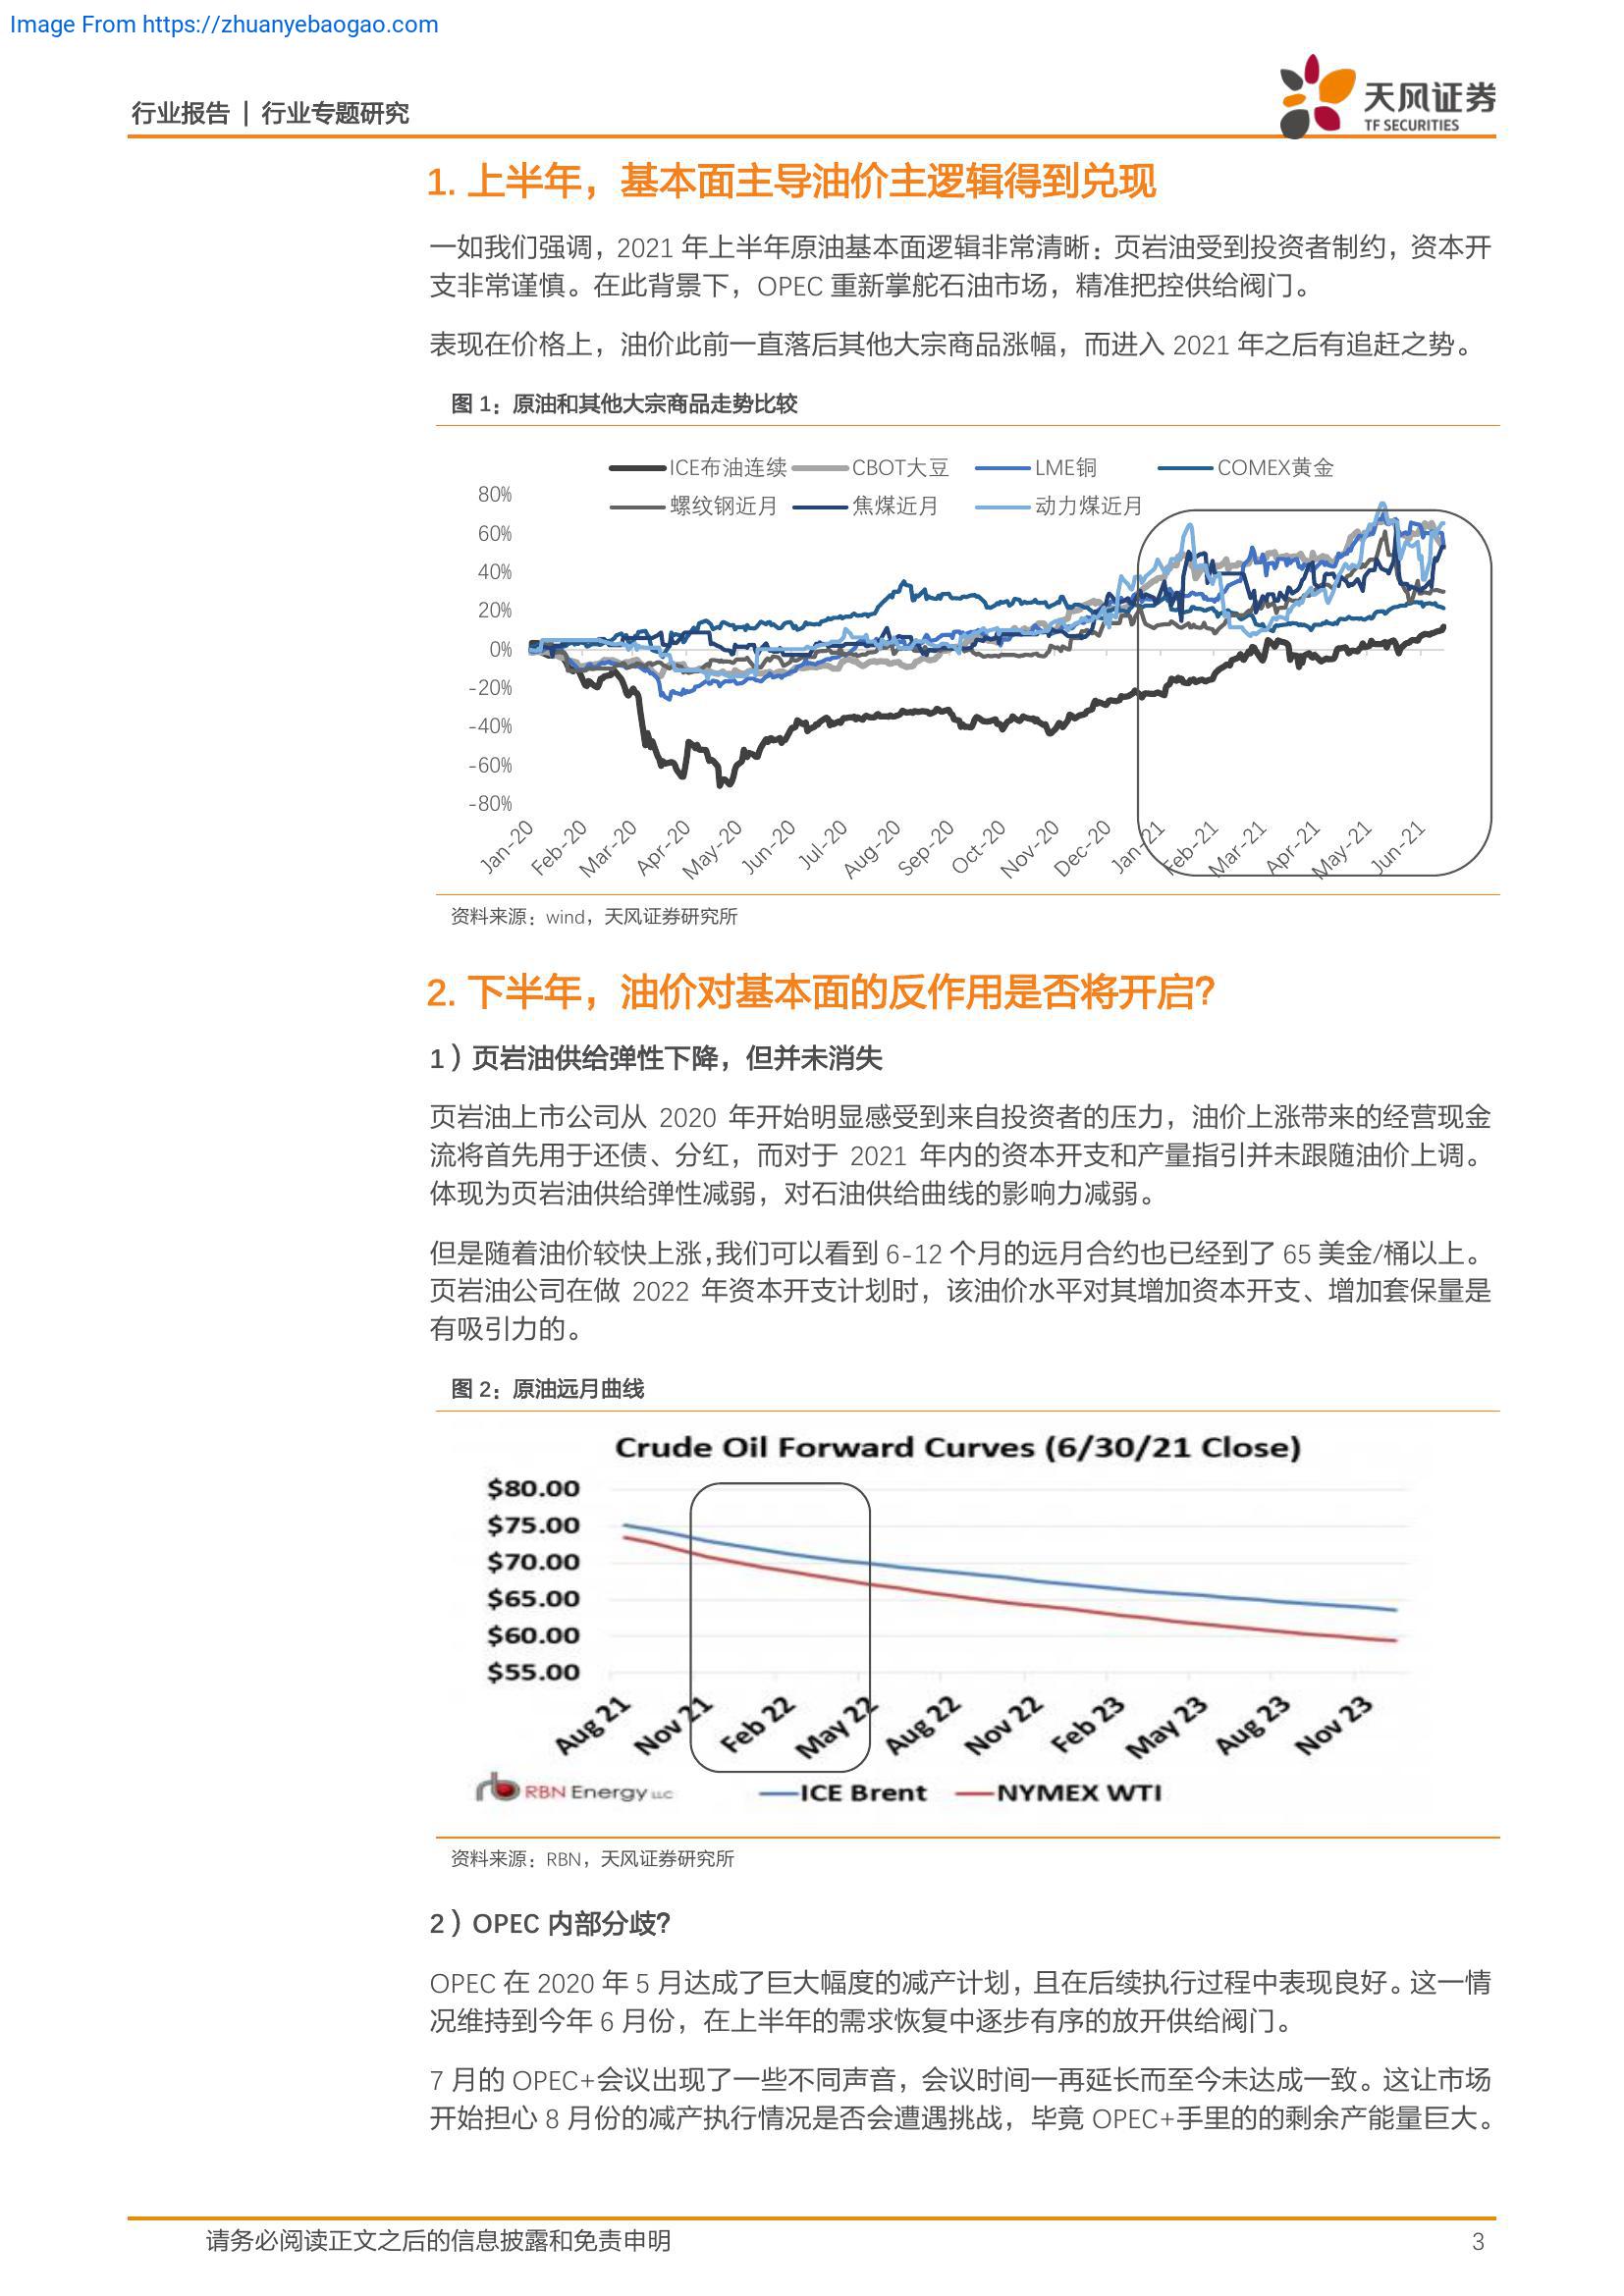 Image From https://zhuanyebaogao.com
行业报告 | 行业专题研究
天风证券
TF SECURITIES
1. 上半年，基本面主导油价主逻辑得到兑现
一如我们强调，2021 年上半年原油基本面逻辑非常清晰：页岩油受到投资者制约，资本开
支非常谨慎。在此背景下，OPEC 重新掌舵石油市场，精准把控供给阀门。
表现在价格上，油价此前一直落后其他大宗商品涨幅，而进入 2021 年之后有追赶之势。
图 1：原油和其他大宗商品走势比较
ICE布油连续 CBOT大豆 LME铜 COMEX黄金
螺纹钢近月 焦煤近月 动力煤近月
80%
60%
40%
20%
0%
-20%
-40%
-60%
-80%
Jan-20 Feb-20 Mar-20 Apr-20 May-20 Jun-20 Jul-20 Aug-20 Sep-20 Oct-20 Nov-20 Dec-20 Jan-21 Feb-21 Mar-21 Apr-21 May-21 Jun-21
资料来源：wind，天风证券研究所
2. 下半年，油价对基本面的反作用是否将开启？
1）页岩油供给弹性下降，但并未消失
页岩油上市公司从 2020 年开始明显感受到来自投资者的压力，油价上涨带来的经营现金
流将首先用于还债、分红，而对于 2021 年内的资本开支和产量指引并未跟随油价上调。
体现为页岩油供给弹性减弱，对石油供给曲线的影响力减弱。
但是随着油价较快上涨，我们可以看到 6-12 个月的远月合约也已经到了 65 美金/桶以上。
页岩油公司在做 2022 年资本开支计划时，该油价水平对其增加资本开支、增加套保量是
有吸引力的。
图 2：原油远月曲线
Crude Oil Forward Curves (6/30/21 Close)
$80.00
$75.00
$70.00
$65.00
$60.00
$55.00
Aug 21 Nov 21 Feb 22 May 22 Aug 22 Nov 22 Feb 23 May 23 Aug 23 Nov 23
RBN Energy LLC ICE Brent NYMEX WTI
资料来源：RBN，天风证券研究所
2）OPEC 内部分歧？
OPEC 在 2020 年 5 月达成了巨大幅度的减产计划，且在后续执行过程中表现良好。这一情
况维持到今年 6 月份，在上半年的需求恢复中逐步有序的放开供给阀门。
7 月的 OPEC+会议出现了一些不同声音，会议时间一再延长而至今未达成一致。这让市场
开始担心 8 月份的减产执行情况是否会遭遇挑战，毕竟 OPEC+手里的的剩余产能量巨大。
请务必阅读正文之后的信息披露和免责申明 3